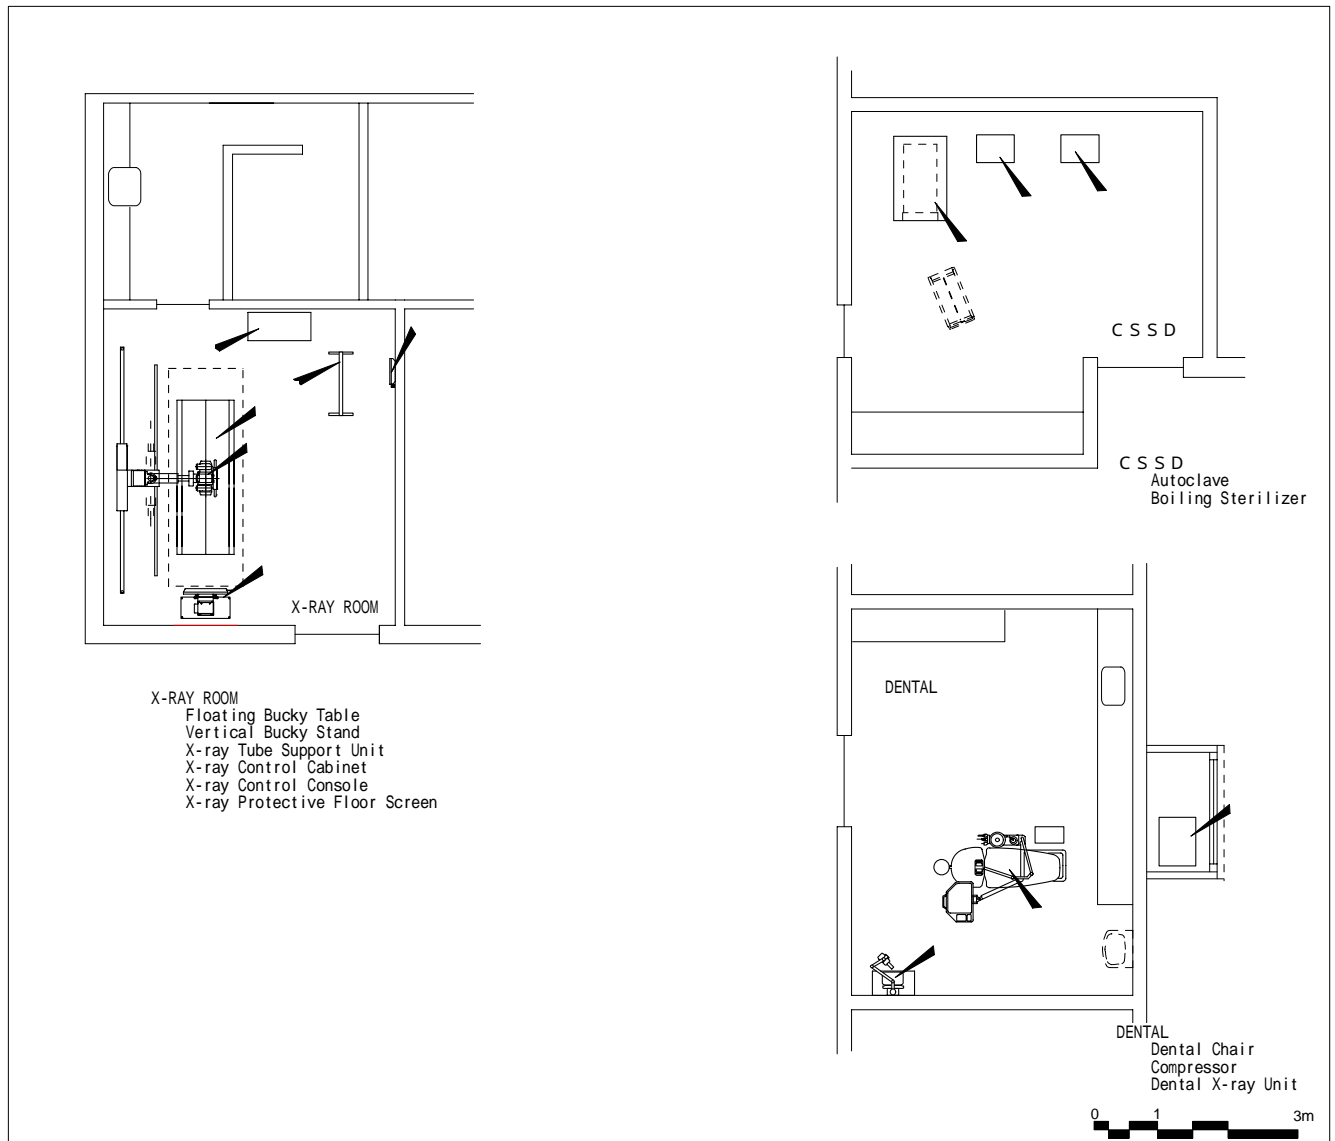 C S S D
C S S D
Autoclave
Boiling Sterilizer
X-RAY ROOM
X-RAY ROOM
Floating Bucky Table
Vertical Bucky Stand
X-ray Tube Support Unit
X-ray Control Cabinet
X-ray Control Console
X-ray Protective Floor Screen
DENTAL
DENTAL
Dental Chair
Compressor
Dental X-ray Unit
0 1 3m